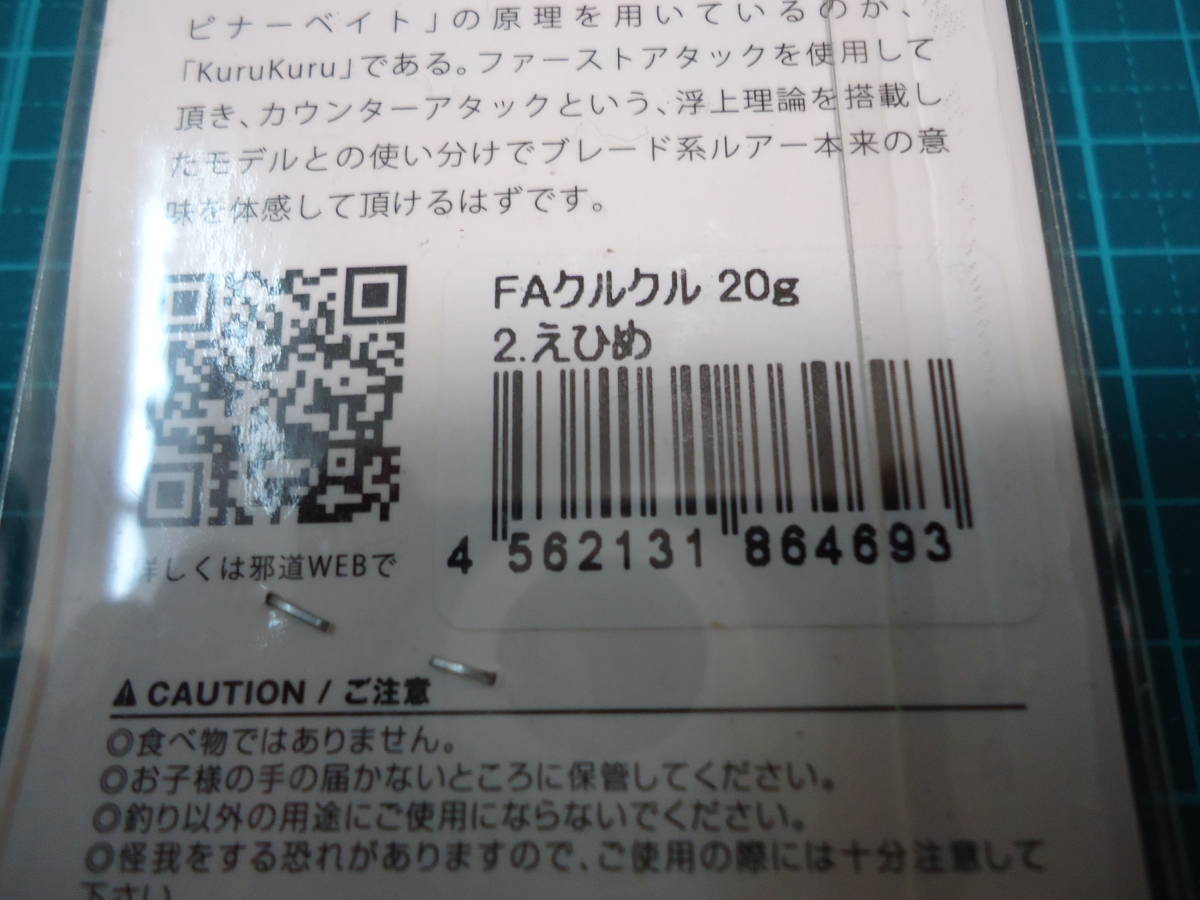 ピナーベイト」の原理を用いているのが、
「KuruKuru」である。ファーストアタックを使用して
頂き、カウンターアタックという、浮上理論を搭載し
たモデルとの使い分けでブレード系ルアー本来の意
味を体感して頂けるはずです。
FAクルクル 20g
2.えひめ
4 562131 864693
詳しくは邪道WEBで
CAUTION / ご注意
◎食べ物ではありません。
◎お子様の手の届かないところに保管してください。
◎釣り以外の用途にご使用にならないでください。
◎怪我をする恐れがありますので、ご使用の際には十分注意して
下さい。